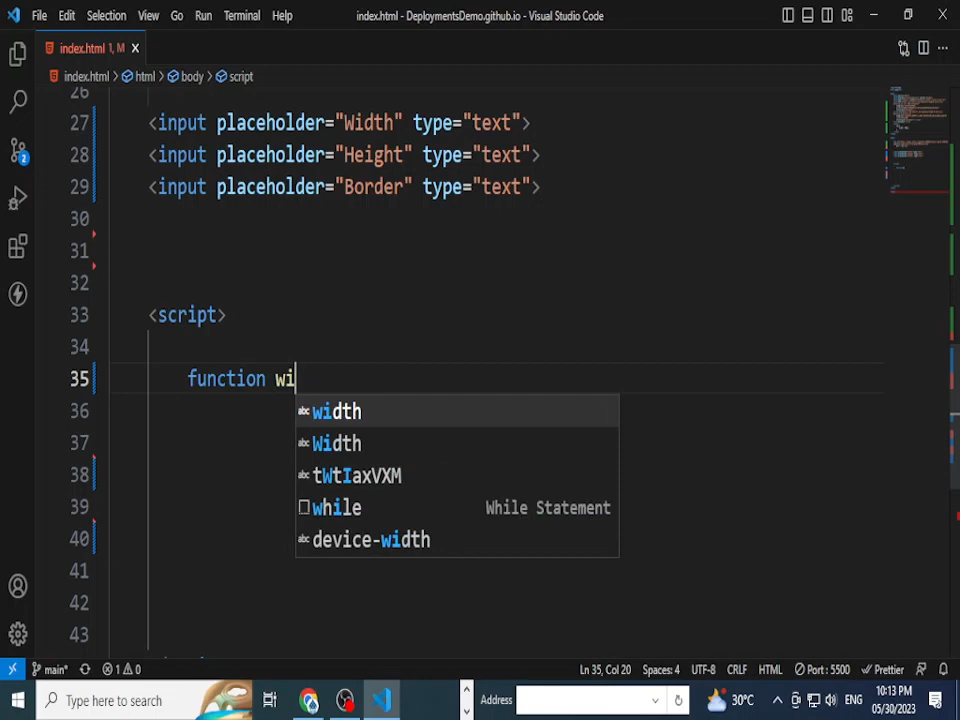 File Edit Selection View Go Run Terminal Help
index.html - DeploymentsDemo.github.io - Visual Studio Code
index.html 1, M
index.html > html > body > script
26
27 <input placeholder="Width" type="text">
28 <input placeholder="Height" type="text">
29 <input placeholder="Border" type="text">
30
31
32
33 <script>
34
35 function wi
36 width
37 Width
38 tWtIaxVXM
39 while While Statement
40 device-width
41
42
43
2
main* 1 0 Ln 35, Col 20 Spaces: 4 UTF-8 CRLF HTML Port : 5500 Prettier
Type here to search Address 30°C ENG 10:13 PM
05/30/2023